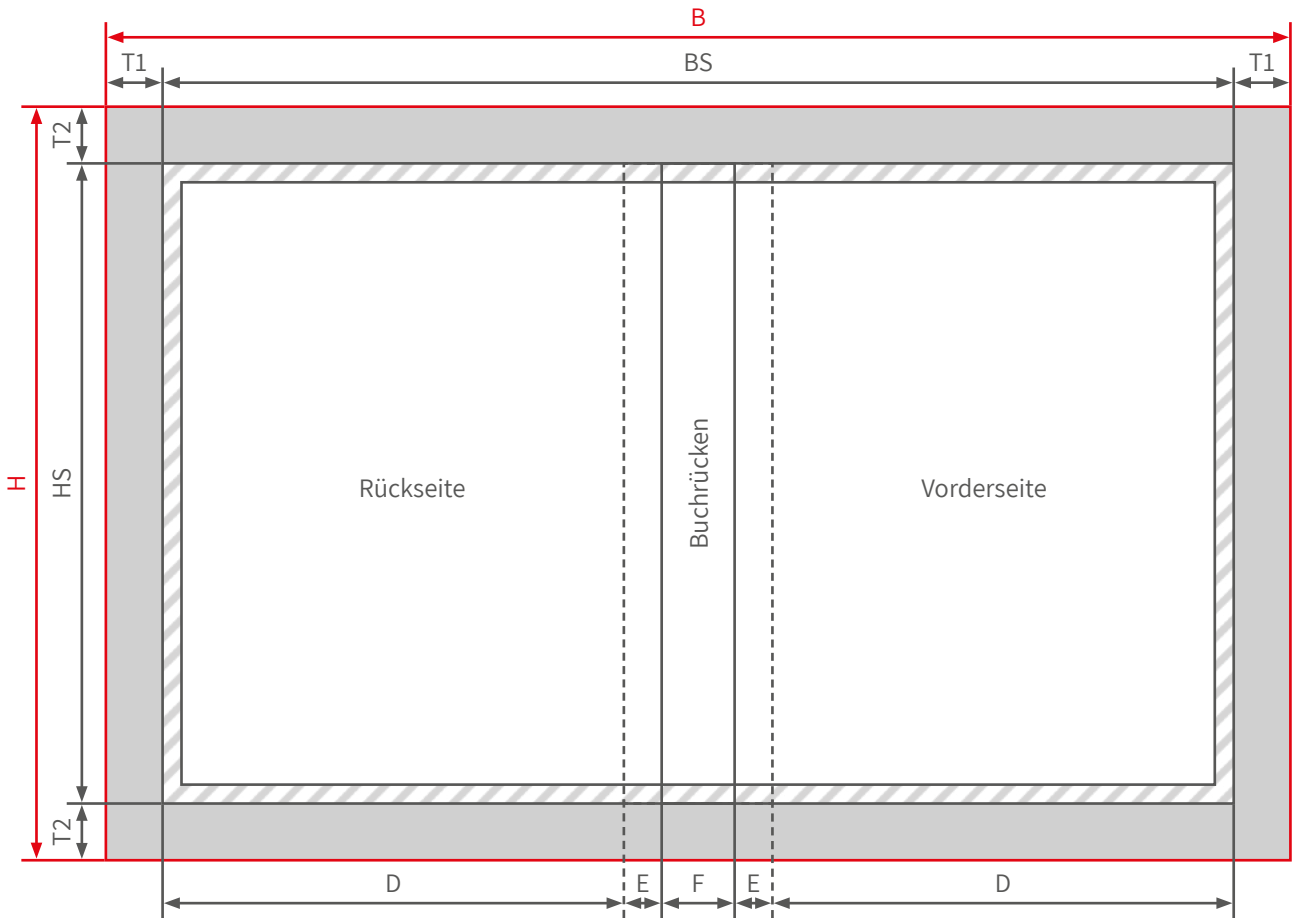 B
T1
BS
T1
T2
H
HS
Rückseite
Buchrücken
Vorderseite
T2
D
E
F
E
D